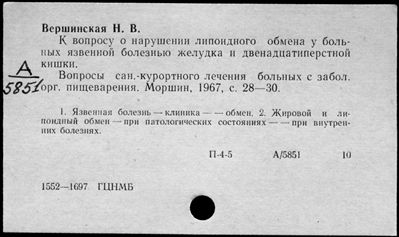 Вершинская Н. В.
К вопросу о нарушении липоидного обмена у боль-
ных язвенной болезнью желудка и двенадцатиперстной
кишки.
А
5851
Вопросы сан.-курортного лечения больных с забол.
орг. пищеварения. Моршин, 1967, с. 28—30.
1. Язвенная болезнь — клиника — — обмен. 2. Жировой и ли-
поидный обмен — при патологических состояниях — — при внутрен-
них болезнях.
П-4-5 А/5851 10
1552—1697 ГЦНМБ